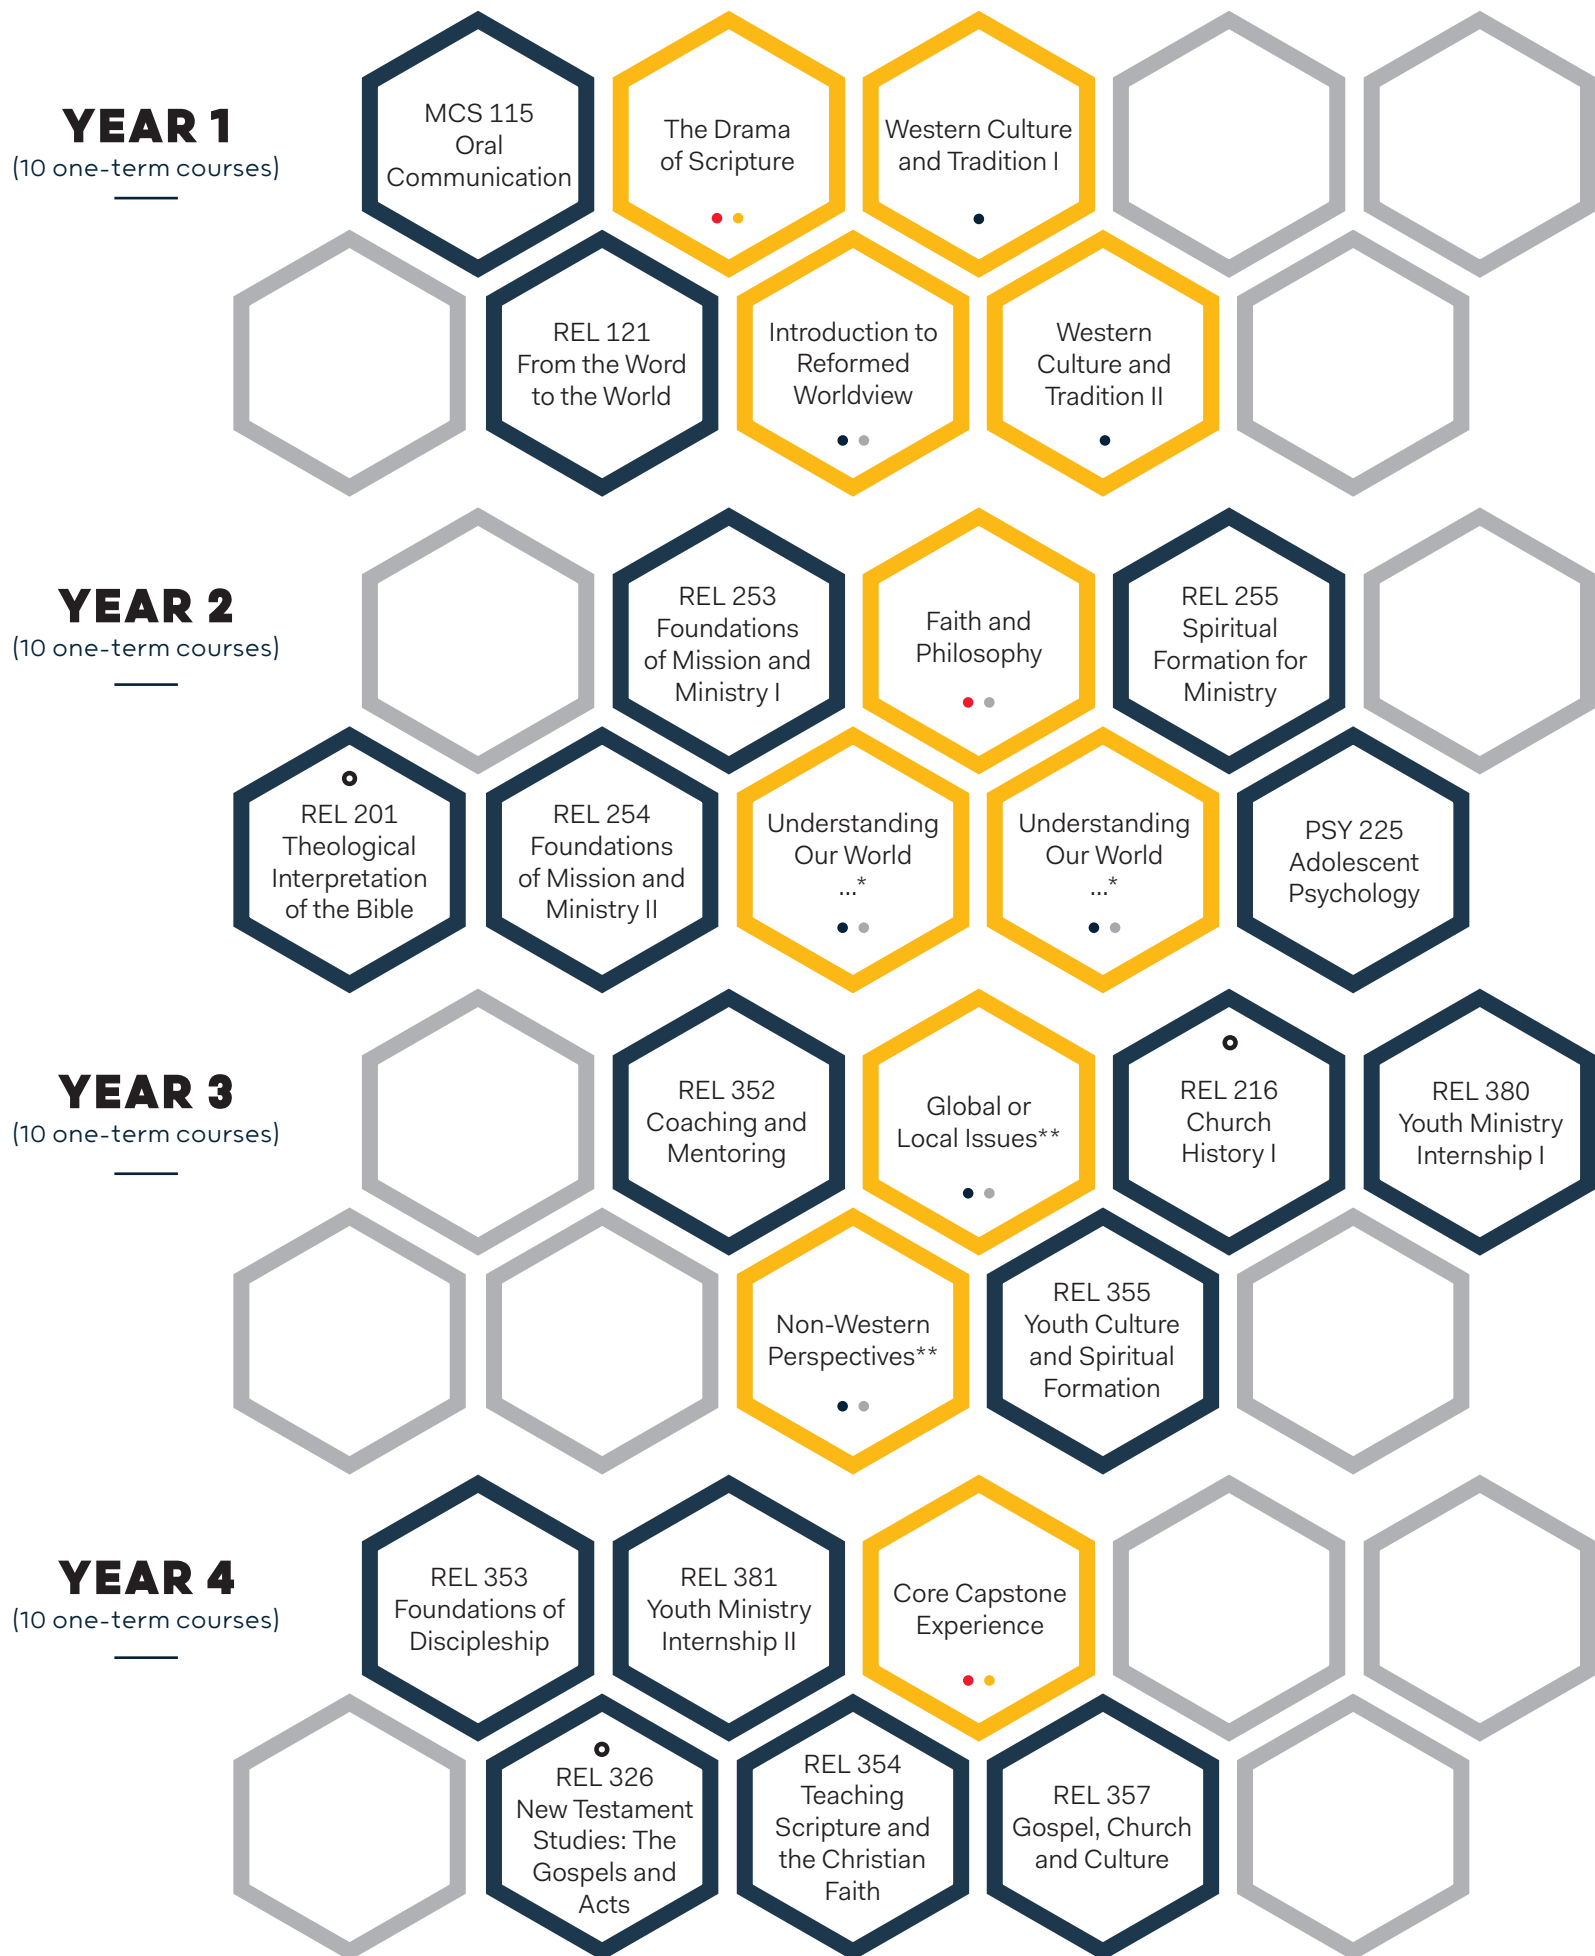 YEAR 1
(10 one-term courses)
MCS 115
Oral
Communication
The Drama
of Scripture
Western Culture
and Tradition I
REL 121
From the Word
to the World
Introduction to
Reformed
Worldview
Western
Culture and
Tradition II
YEAR 2
(10 one-term courses)
REL 253
Foundations
of Mission and
Ministry I
Faith and
Philosophy
REL 255
Spiritual
Formation for
Ministry
REL 201
Theological
Interpretation
of the Bible
REL 254
Foundations
of Mission and
Ministry II
Understanding
Our World
...*
Understanding
Our World
...*
PSY 225
Adolescent
Psychology
YEAR 3
(10 one-term courses)
REL 352
Coaching and
Mentoring
Global or
Local Issues**
REL 216
Church
History I
REL 380
Youth Ministry
Internship I
Non-Western
Perspectives**
REL 355
Youth Culture
and Spiritual
Formation
YEAR 4
(10 one-term courses)
REL 353
Foundations of
Discipleship
REL 381
Youth Ministry
Internship II
Core Capstone
Experience
REL 326
New Testament
Studies: The
Gospels and
Acts
REL 354
Teaching
Scripture and
the Christian
Faith
REL 357
Gospel, Church
and Culture